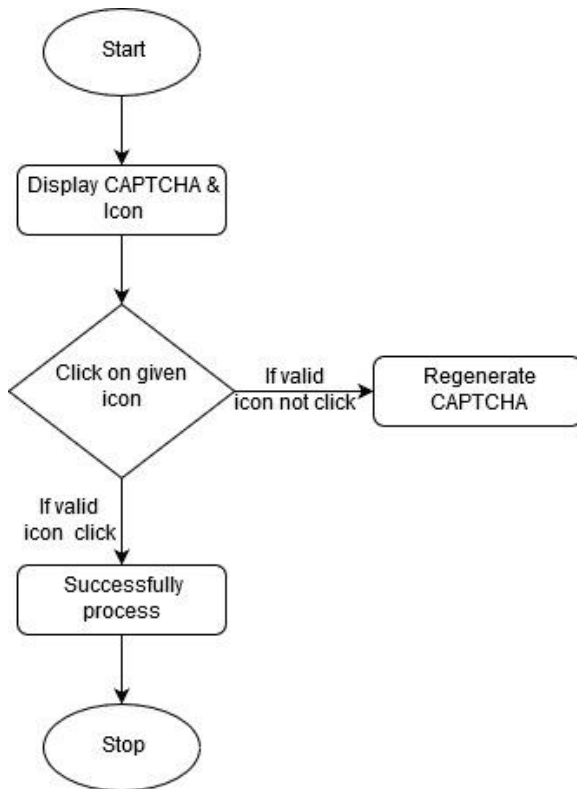 Start
Display CAPTCHA &
Icon
Click on given
icon
If valid
icon not click
Regenerate
CAPTCHA
If valid
icon click
Successfully
process
Stop